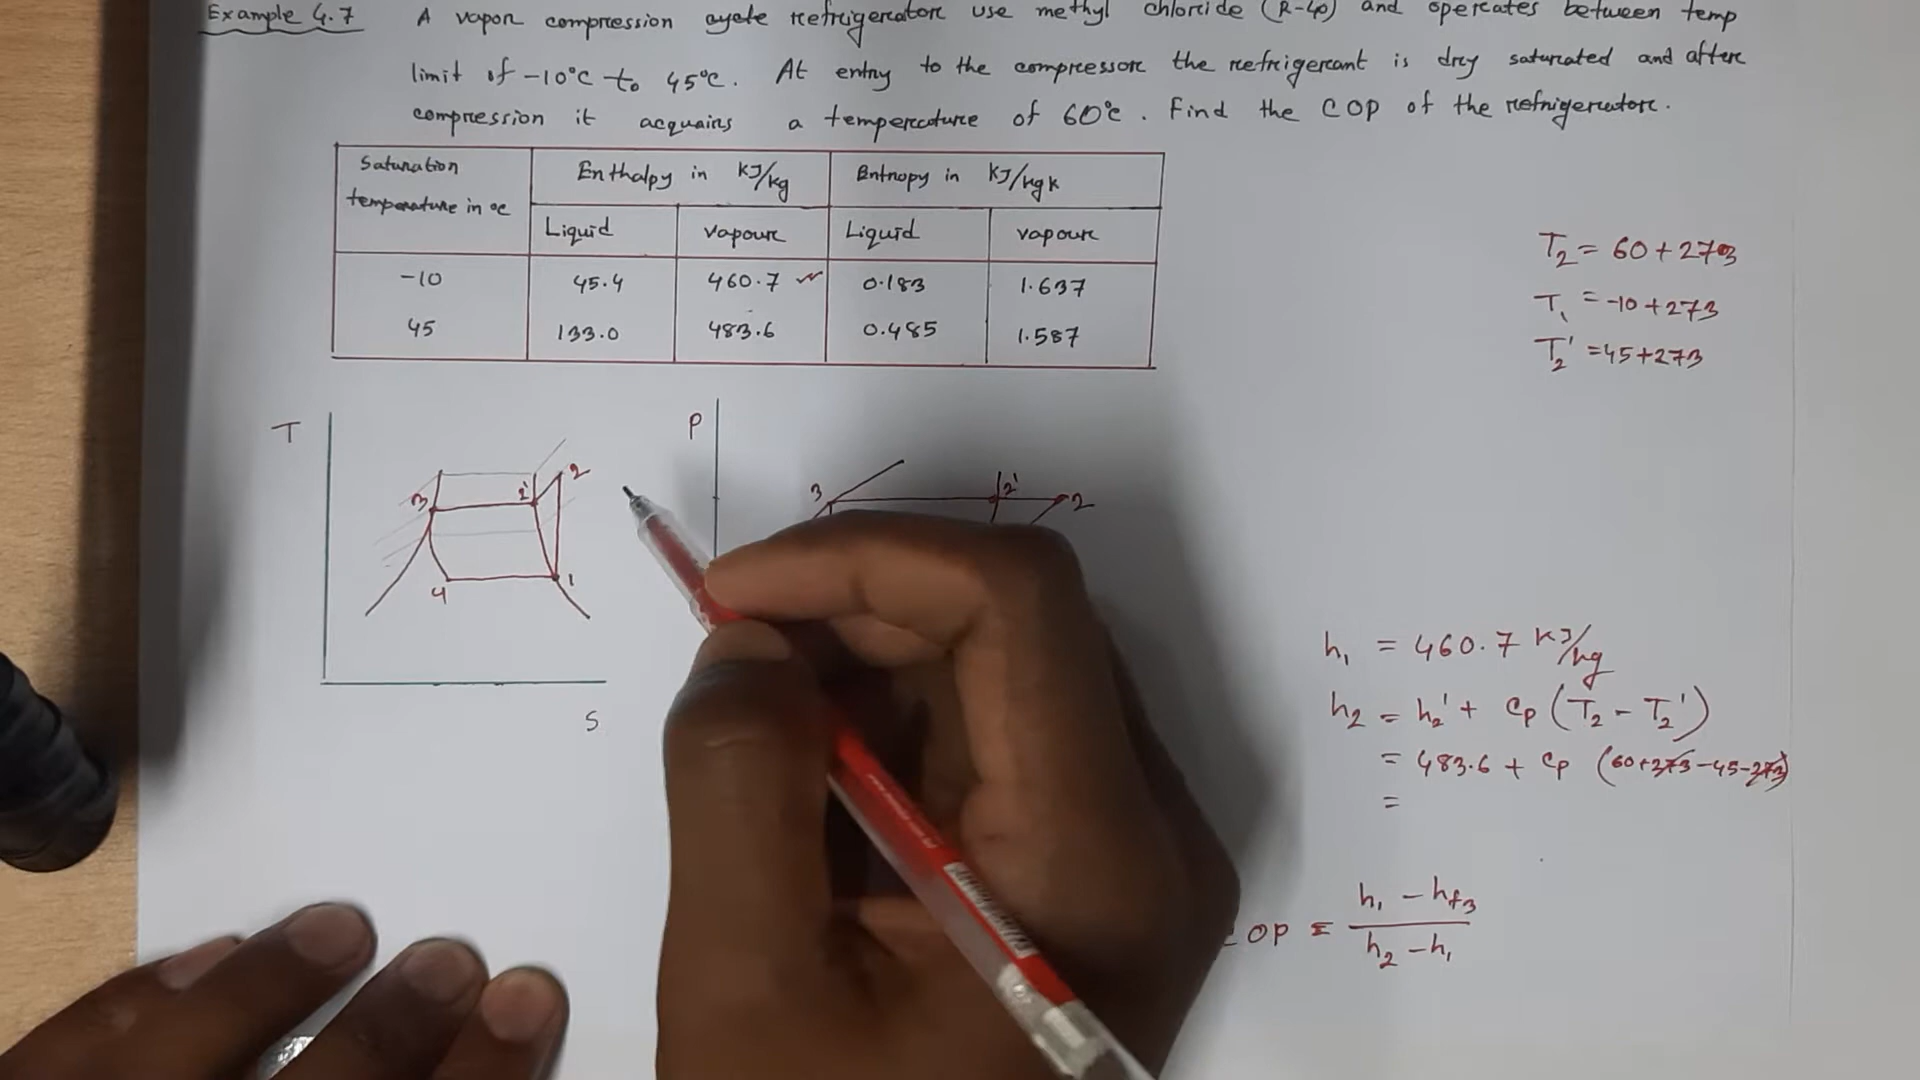 Example 4.7 A vapor compression cycle refrigerator use methyl chloride (R-40) and operates between temp
limit of -10°C to 45°C. At entry to the compressor the refrigerant is dry saturated and after
compression it acquairs a temperature of 60°C. Find the COP of the refrigerator.
Saturation temperature in °C
Enthalpy in KJ/kg
Entropy in KJ/kgK
Liquid
vapour
Liquid
vapour
-10 45.4 460.7 0.183 1.637
45 133.0 483.6 0.485 1.587
T₂ = 60+273
T₁ = -10+273
T₂' = 45+273
T
3
2'
2
4
1
S
P
3
2'
2
h₁ = 460.7 KJ/kg
h₂ = h₂' + Cp (T₂ - T₂')
= 483.6 + Cp (60+273-45-273)
=
COP = h₁ - hf₃ / h₂ - h₁